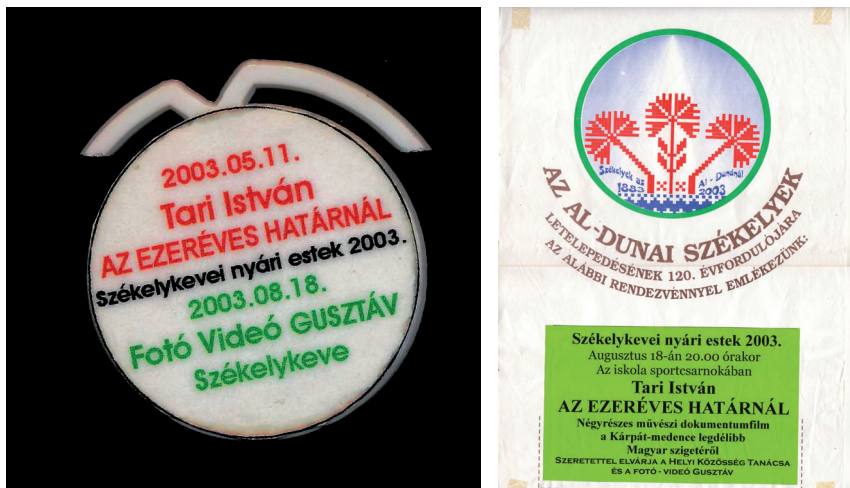 2003.05.11.
Tari István
AZ EZERÉVES HATÁRNÁL
Székelykevei nyári estek 2003.
2003.08.18.
Fotó Videó GUSZTÁV
Székelykeve
Székelyek az Al - Dunánál
1883 2003
AZ AL-DUNAI SZÉKELYEK
LETELEPEDÉSÉNEK 120. ÉVFORDULÓJÁRA
AZ ALÁBBI RENDEZVÉNNYEL EMLÉKEZÜNK:
Székelykevei nyári estek 2003.
Augusztus 18-án 20.00 órakor
Az iskola sportcsarnokában
Tari István
AZ EZERÉVES HATÁRNÁL
Négyrészes művészi dokumentumfilm
a Kárpát-medence legdélibb
Magyar szigetéről
SZERETETTEL ELVÁRJA A HELYI KÖZÖSSÉG TANÁCSA
ÉS A FOTÓ - VIDEÓ GUSZTÁV